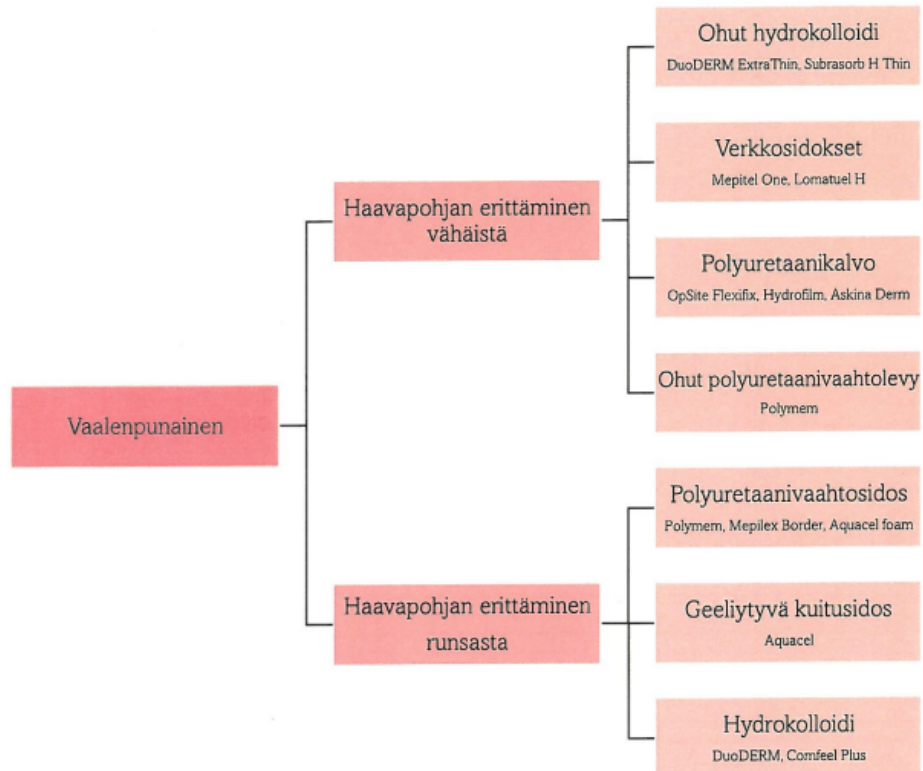 Vaalenpunainen
Haavapohjan erittäminen
vähäistä
Ohut hydrokolloidi
DuoDERM ExtraThin, Subrasorb H Thin
Verkkosidokset
Mepitel One, Lomatuel H
Polyuretaanikalvo
OpSite Flexifix, Hydrofilm, Askina Derm
Ohut polyuretaanivaahtolevy
Polymem
Haavapohjan erittäminen
runsasta
Polyuretaanivaahtosidos
Polymem, Mepilex Border, Aquacel foam
Geeliytyvä kuitusidos
Aquacel
Hydrokolloidi
DuoDERM, Comfeel Plus